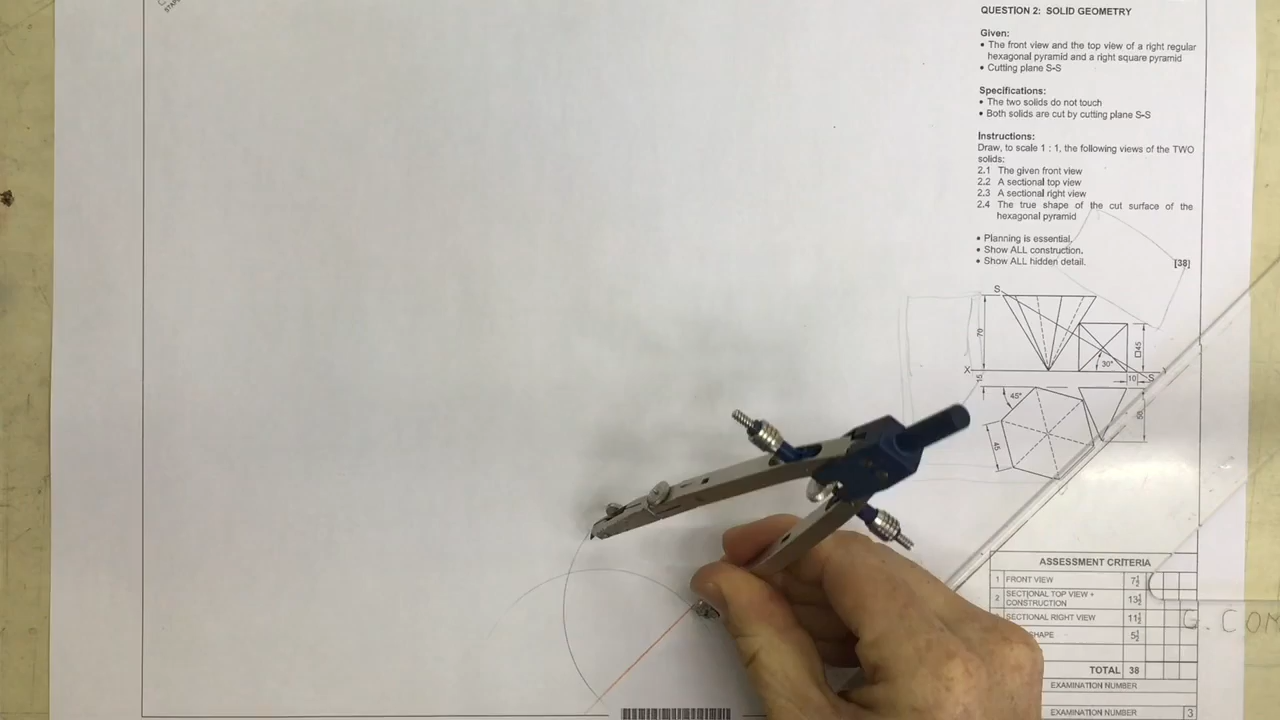 QUESTION 2: SOLID GEOMETRY
Given:
• The front view and the top view of a right regular
hexagonal pyramid and a right square pyramid
• Cutting plane S-S
Specifications:
• The two solids do not touch
• Both solids are cut by cutting plane S-S
Instructions:
Draw, to scale 1 : 1, the following views of the TWO
solids:
2.1 The given front view
2.2 A sectional top view
2.3 A sectional right view
2.4 The true shape of the cut surface of the
hexagonal pyramid
• Planning is essential.
• Show ALL construction.
• Show ALL hidden detail.
[38]
S
70
□45
30°
X
15
10
S
45°
50
45
ASSESSMENT CRITERIA
1 FRONT VIEW 7½
2 SECTIONAL TOP VIEW +
CONSTRUCTION 13½
SECTIONAL RIGHT VIEW 11½
SHAPE 5½
TOTAL 38
EXAMINATION NUMBER
EXAMINATION NUMBER 3
G.COM